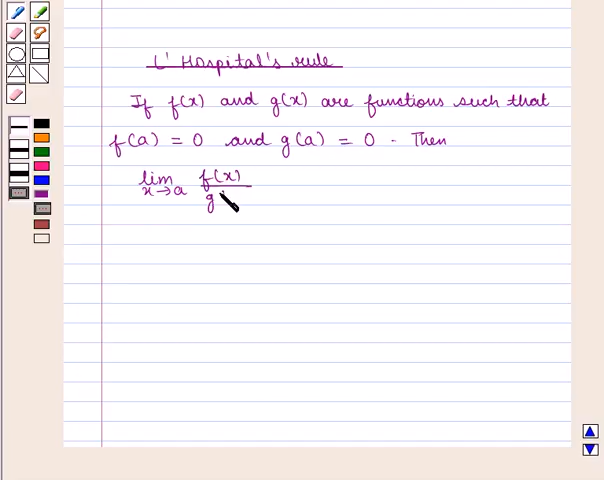 L' Hospital's rule
If f(x) and g(x) are functions such that
f(a) = 0 and g(a) = 0 - Then
lim x→a f(x)
g